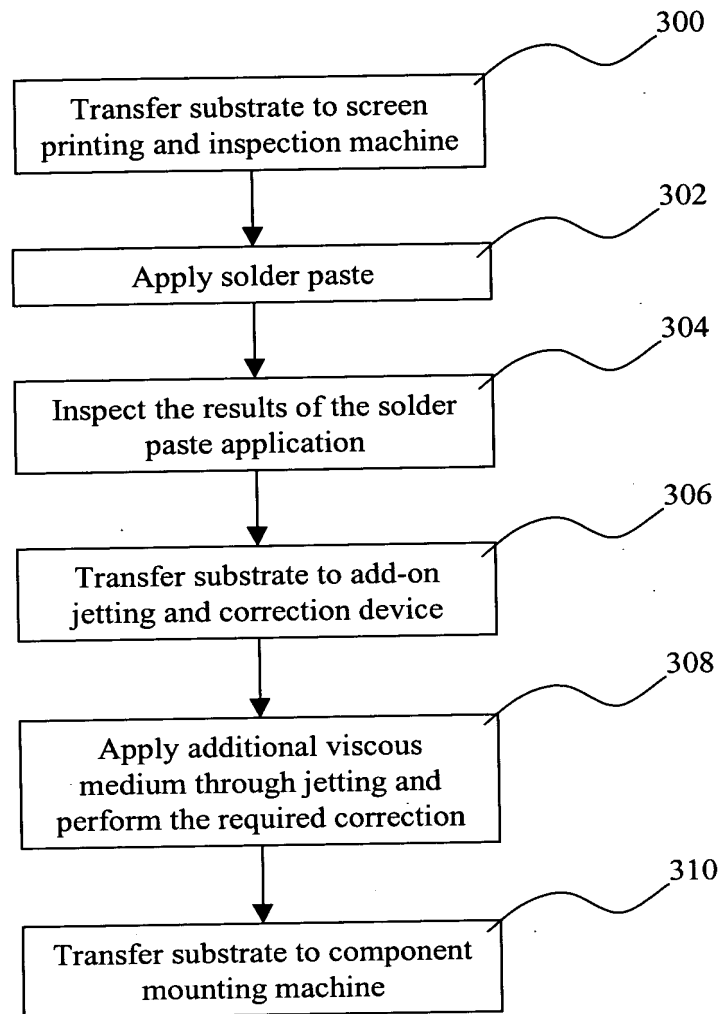 300
Transfer substrate to screen
printing and inspection machine
302
Apply solder paste
304
Inspect the results of the solder
paste application
306
Transfer substrate to add-on
jetting and correction device
308
Apply additional viscous
medium through jetting and
perform the required correction
310
Transfer substrate to component
mounting machine